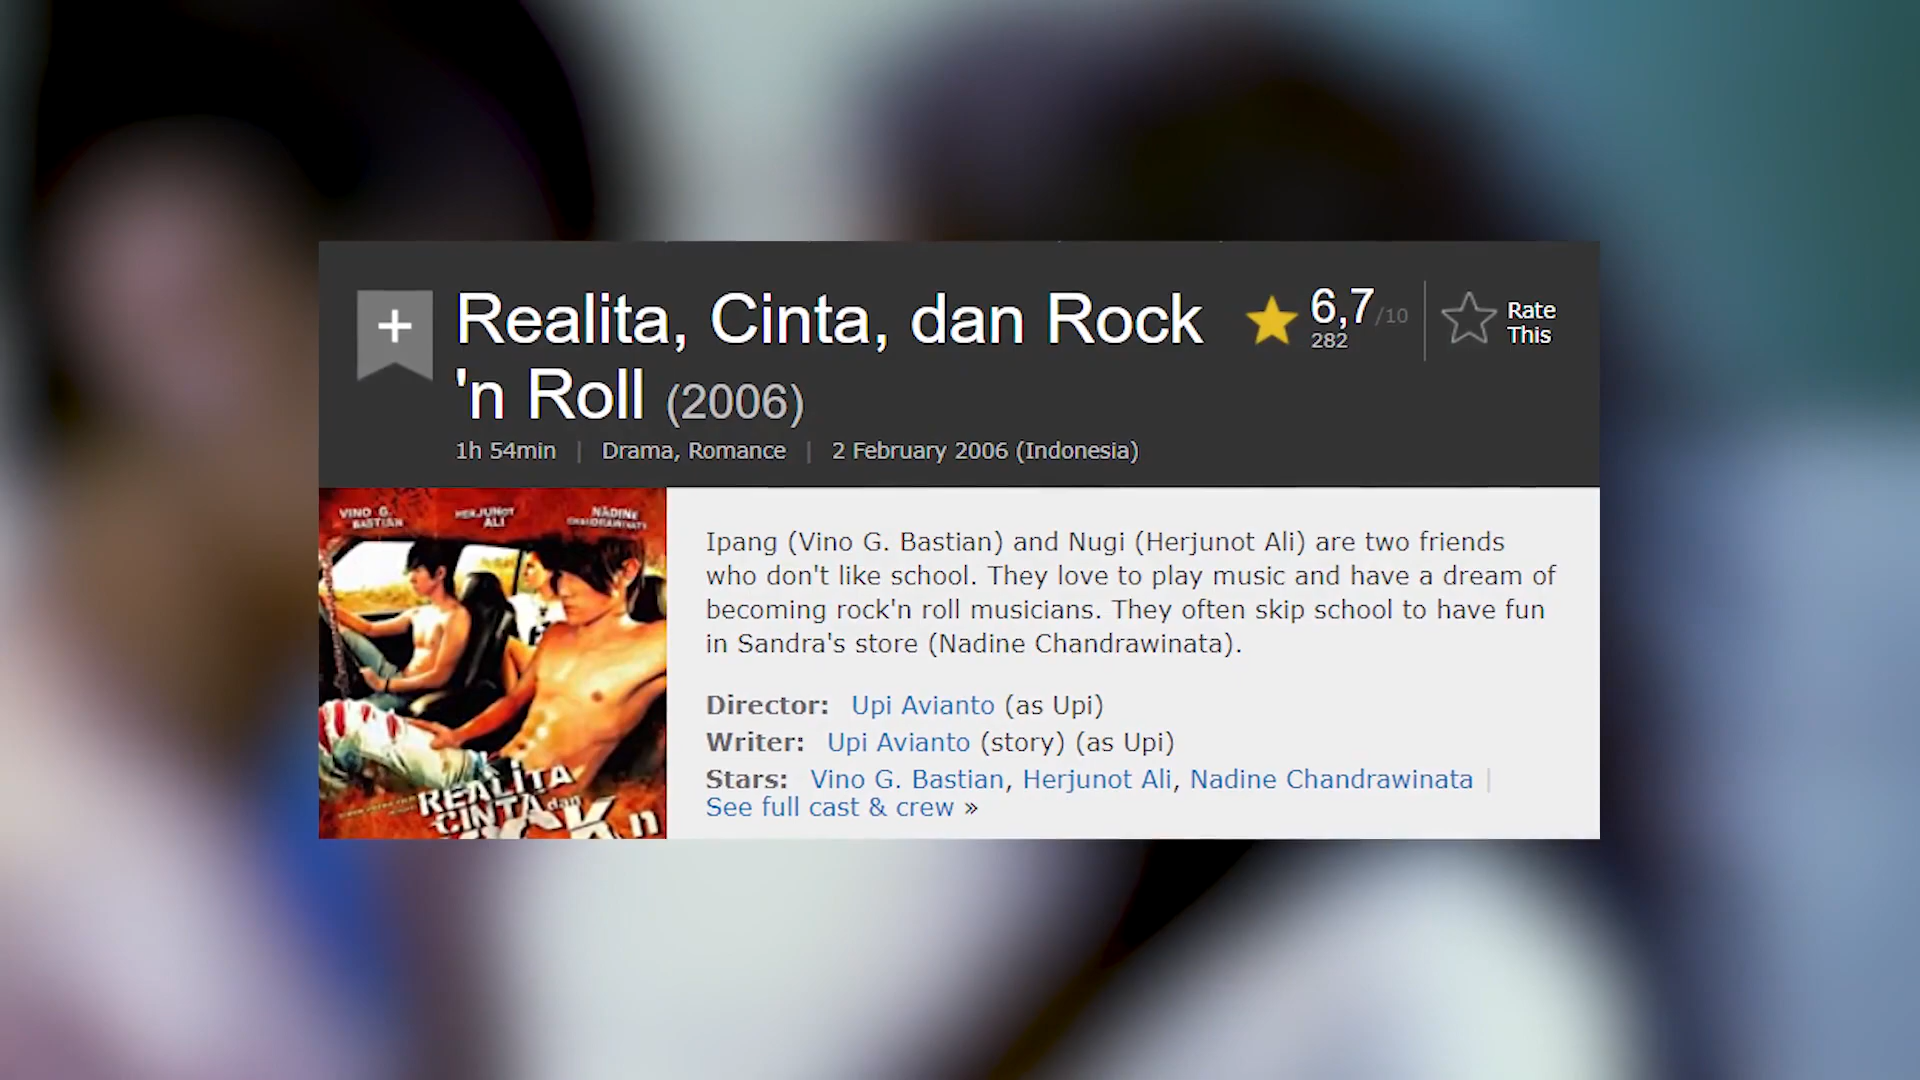 +
Realita, Cinta, dan Rock
'n Roll (2006)
6,7/10
282
Rate
This
1h 54min | Drama, Romance | 2 February 2006 (Indonesia)
VINO G.
BASTIAN
HERJUNOT
ALI
NADINE
CHANDRAWINATA
REALITA
CINTA dan
Ipang (Vino G. Bastian) and Nugi (Herjunot Ali) are two friends
who don't like school. They love to play music and have a dream of
becoming rock'n roll musicians. They often skip school to have fun
in Sandra's store (Nadine Chandrawinata).
Director: Upi Avianto (as Upi)
Writer: Upi Avianto (story) (as Upi)
Stars: Vino G. Bastian, Herjunot Ali, Nadine Chandrawinata |
See full cast & crew »